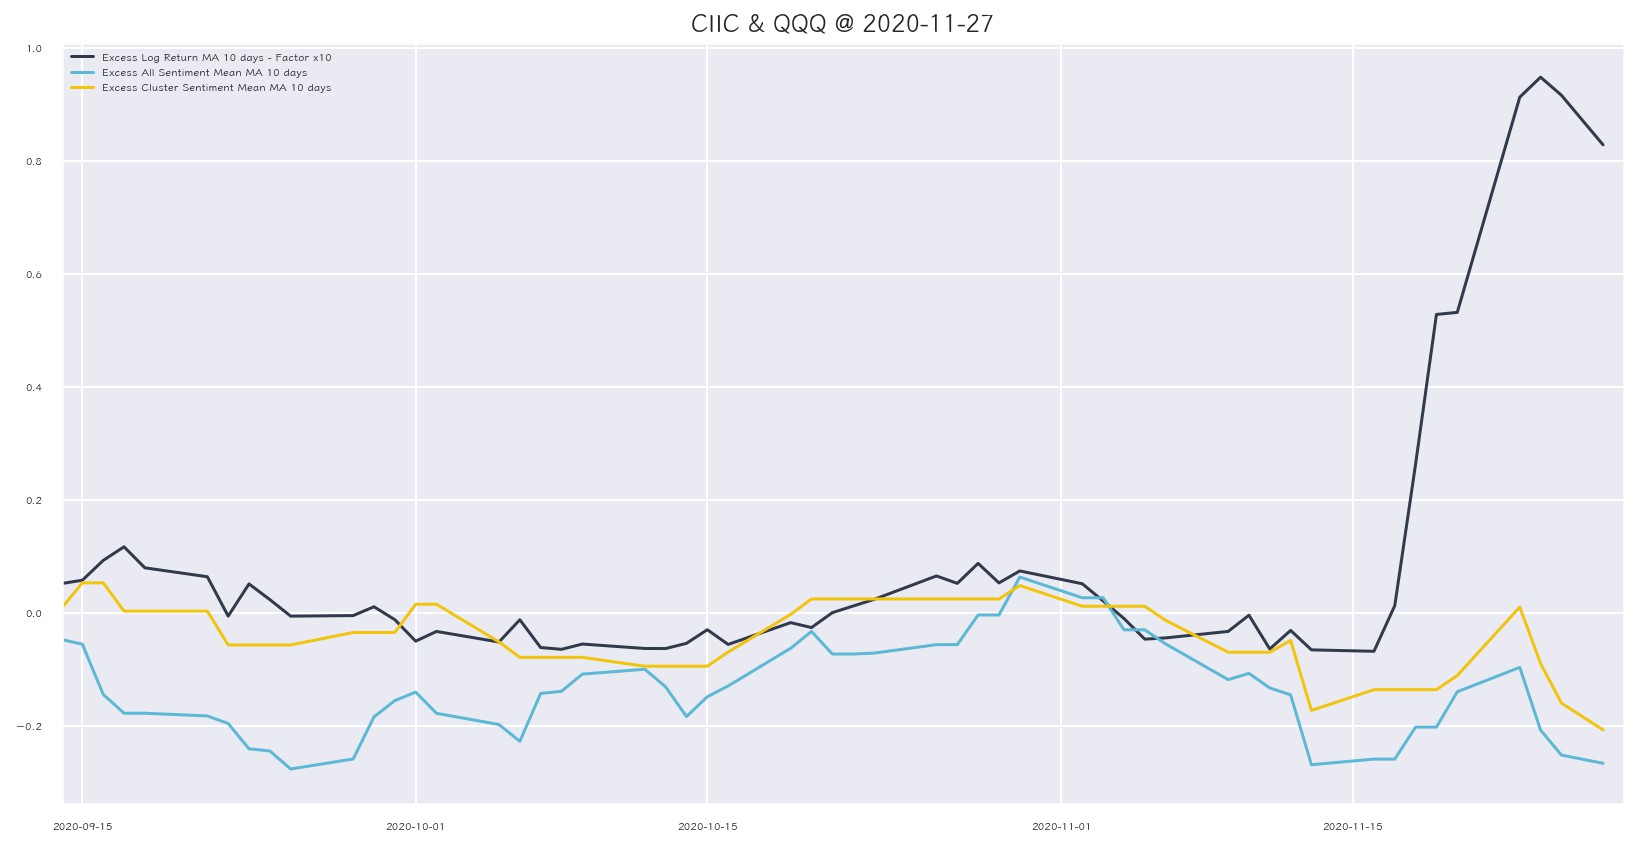 CIIC & QQQ @ 2020-11-27
Excess Log Return MA 10 days - Factor x10
Excess All Sentiment Mean MA 10 days
Excess Cluster Sentiment Mean MA 10 days
1.0
0.8
0.6
0.4
0.2
0.0
−0.2
2020-09-15 2020-10-01 2020-10-15 2020-11-01 2020-11-15